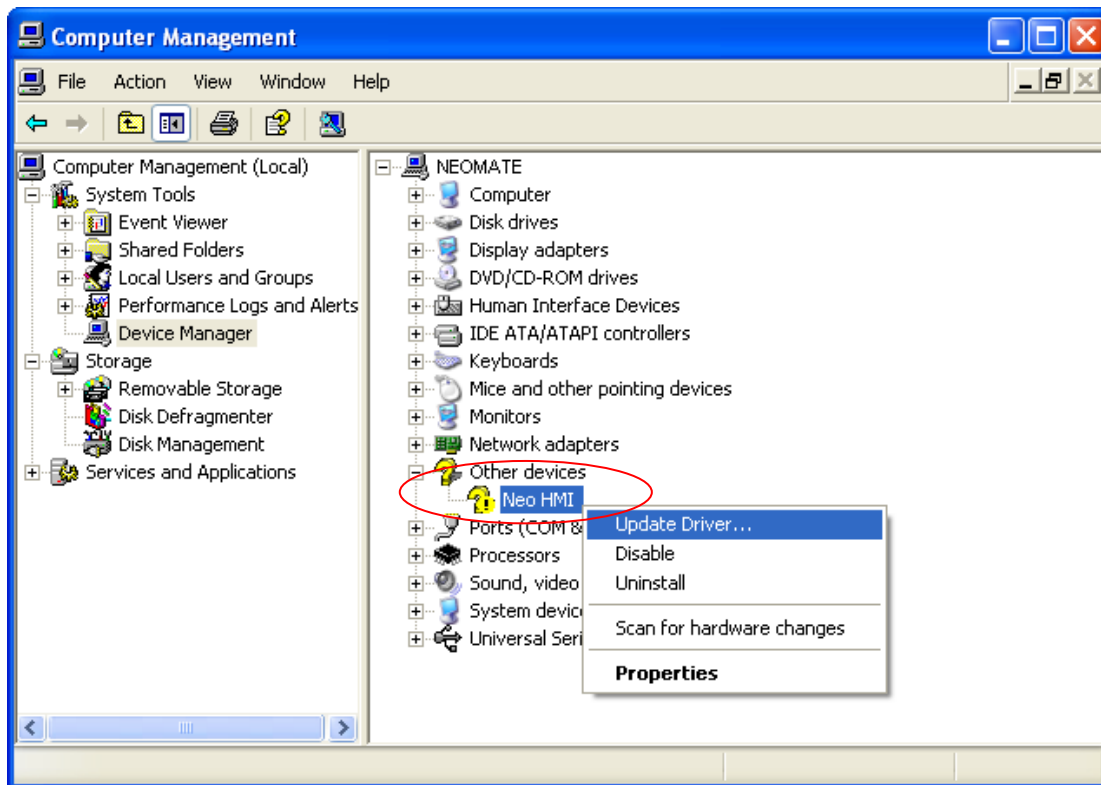 Computer Management
File Action View Window Help
Computer Management (Local)
System Tools
Event Viewer
Shared Folders
Local Users and Groups
Performance Logs and Alerts
Device Manager
Storage
Removable Storage
Disk Defragmenter
Disk Management
Services and Applications
NEOMATE
Computer
Disk drives
Display adapters
DVD/CD-ROM drives
Human Interface Devices
IDE ATA/ATAPI controllers
Keyboards
Mice and other pointing devices
Monitors
Network adapters
Other devices
Neo HMI
Ports (COM &
Processors
Sound, video
System devic
Universal Seri
Update Driver...
Disable
Uninstall
Scan for hardware changes
Properties